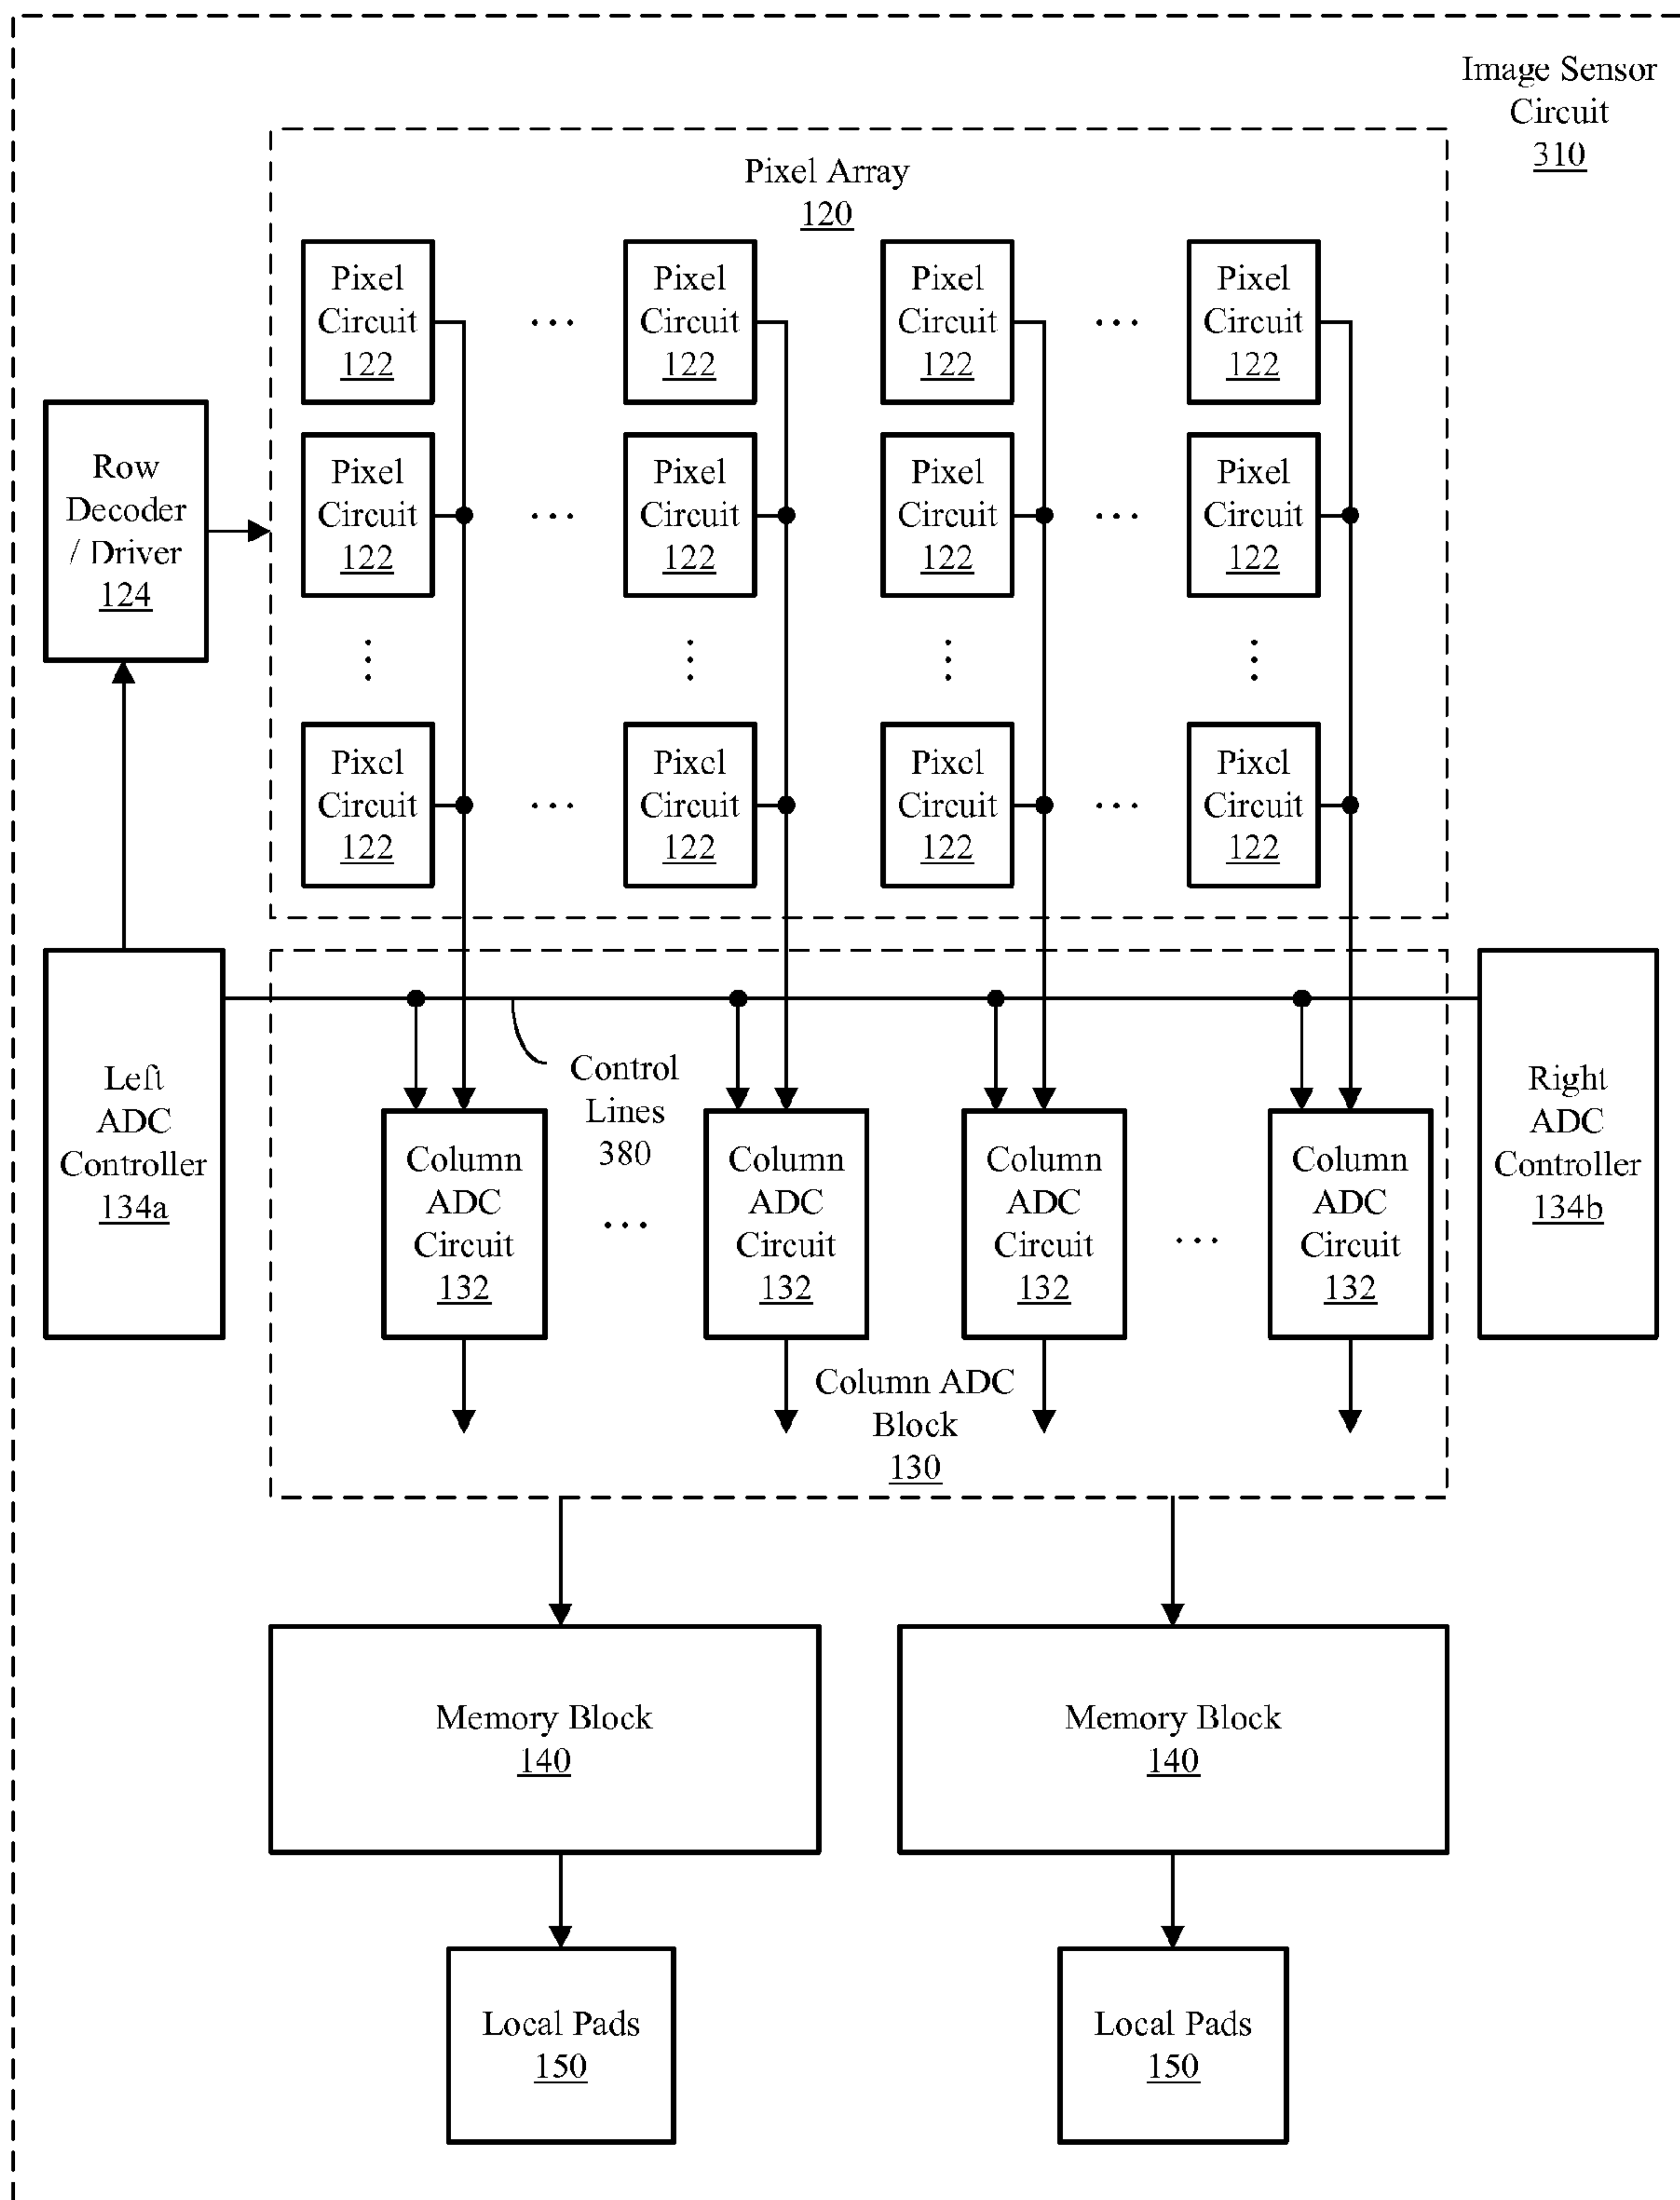 Image Sensor
Circuit
310
Pixel Array
120
Pixel
Circuit
122
...
Pixel
Circuit
122
Pixel
Circuit
122
...
Pixel
Circuit
122
Row
Decoder
/ Driver
124
Pixel
Circuit
122
...
Pixel
Circuit
122
Pixel
Circuit
122
...
Pixel
Circuit
122
Pixel
Circuit
122
...
Pixel
Circuit
122
Pixel
Circuit
122
...
Pixel
Circuit
122
Left
ADC
Controller
134a
Control
Lines
380
Right
ADC
Controller
134b
Column
ADC
Circuit
132
...
Column
ADC
Circuit
132
Column
ADC
Circuit
132
...
Column
ADC
Circuit
132
Column ADC
Block
130
Memory Block
140
Memory Block
140
Local Pads
150
Local Pads
150